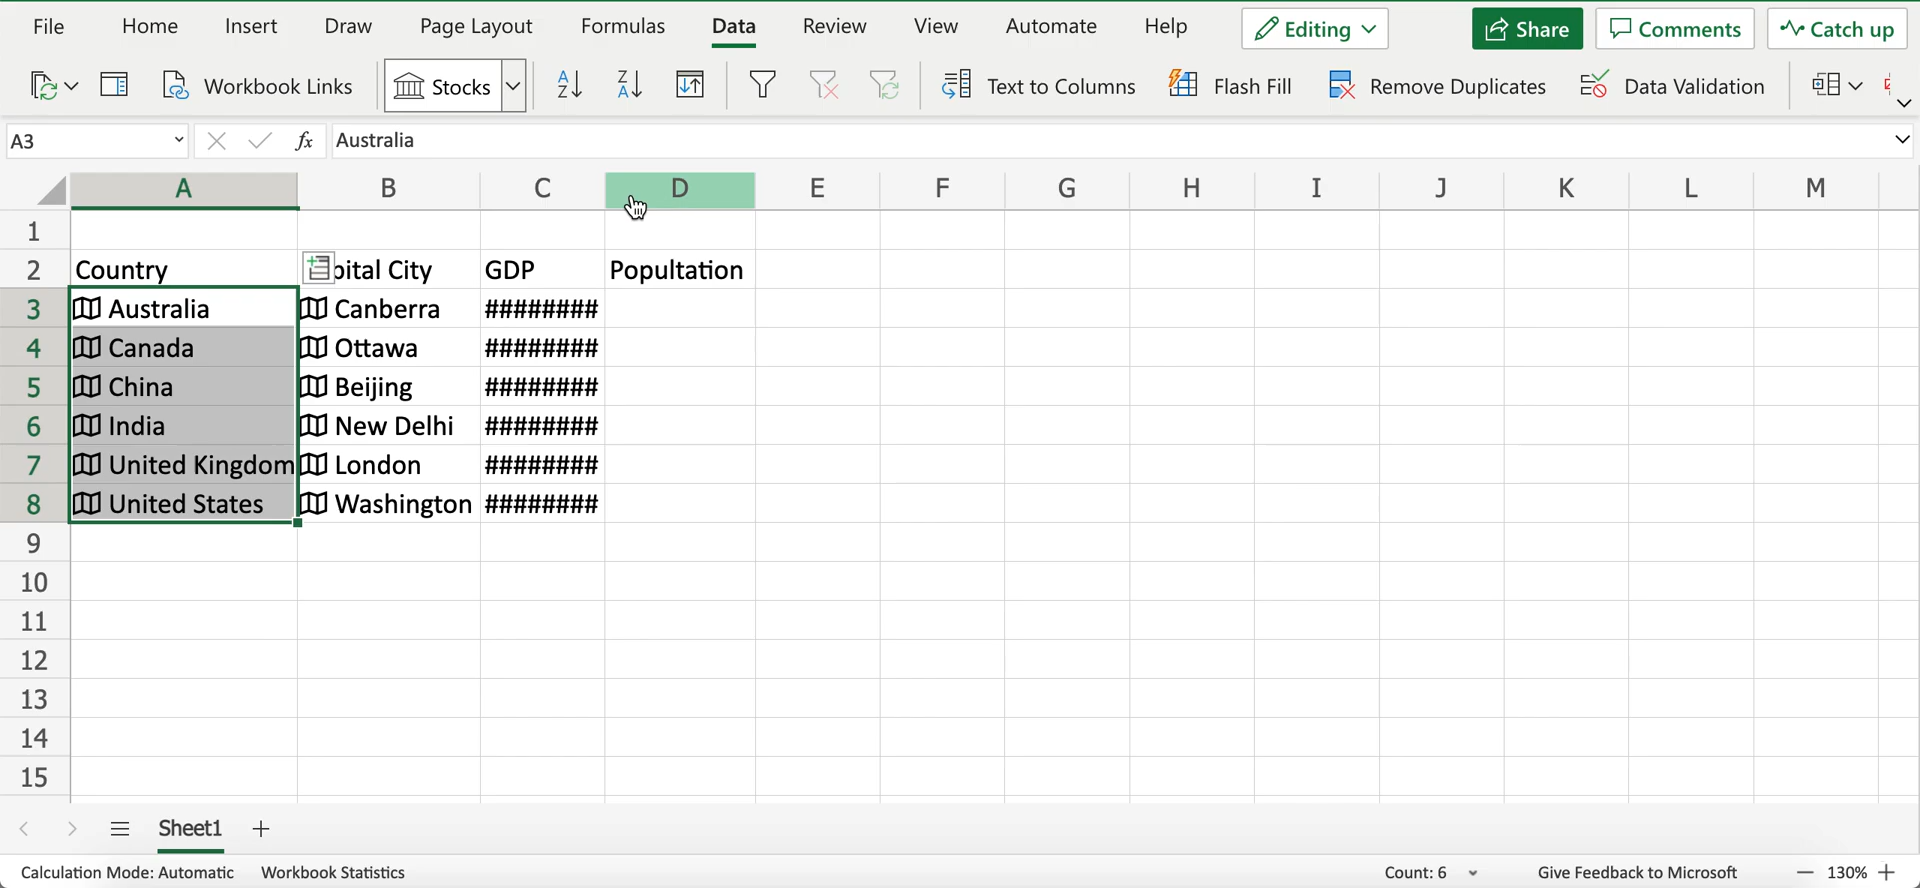 File Home Insert Draw Page Layout Formulas Data Review View Automate Help Editing Share Comments Catch up
Workbook Links Stocks Text to Columns Flash Fill Remove Duplicates Data Validation
A3 fx Australia
A B C D E F G H I J K L M
1
2 Country pital City GDP Popultation
3 Australia Canberra ########
4 Canada Ottawa ########
5 China Beijing ########
6 India New Delhi ########
7 United Kingdom London ########
8 United States Washington ########
9
10
11
12
13
14
15
Sheet1
Calculation Mode: Automatic Workbook Statistics Count: 6 Give Feedback to Microsoft 130%